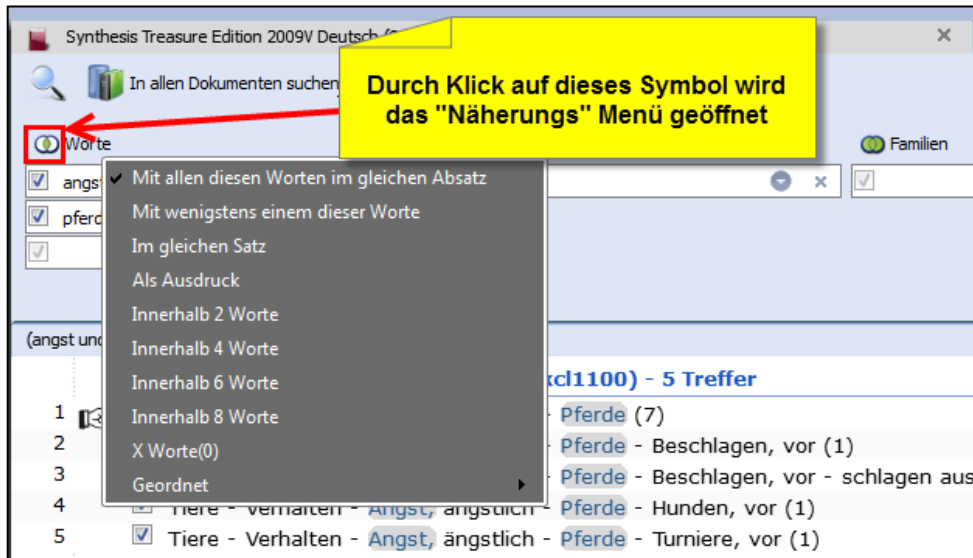 Synthesis Treasure Edition 2009V Deutsch
In allen Dokumenten suchen
Durch Klick auf dieses Symbol wird
das "Näherungs" Menü geöffnet
Worte
Familien
angst
pferd
Mit allen diesen Worten im gleichen Absatz
Mit wenigstens einem dieser Worte
Im gleichen Satz
Als Ausdruck
Innerhalb 2 Worte
Innerhalb 4 Worte
Innerhalb 6 Worte
Innerhalb 8 Worte
X Worte(0)
Geordnet
(angst und
xcl1100) - 5 Treffer
1 - Pferde (7)
2 - Pferde - Beschlagen, vor (1)
3 - Pferde - Beschlagen, vor - schlagen aus
4 Tiere - Verhalten - Angst, ängstlich - Pferde - Hunden, vor (1)
5 Tiere - Verhalten - Angst, ängstlich - Pferde - Turniere, vor (1)